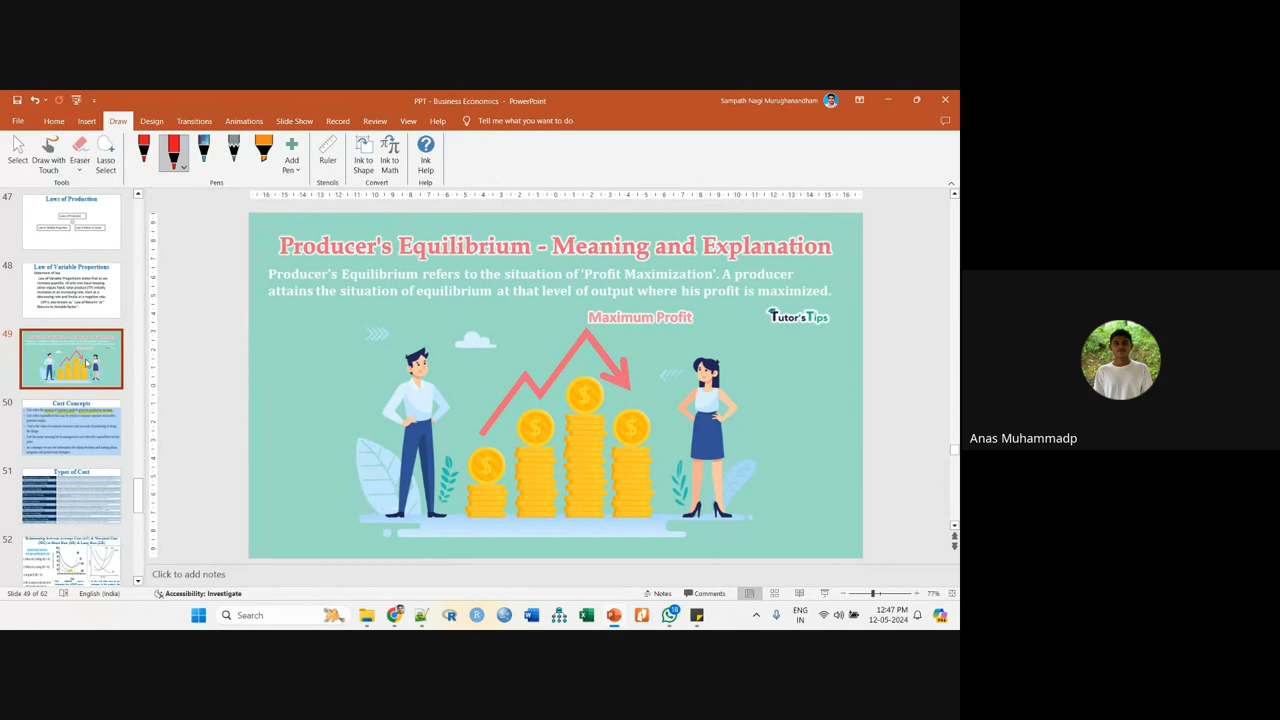 PPT - Business Economics - PowerPoint
Sampath Nagi Murughanandham
File Home Insert Draw Design Transitions Animations Slide Show Record Review View Help Tell me what you want to do
Select
Draw with Touch
Eraser
Lasso Select
Add Pen
Ruler
Ink to Shape
Ink to Math
Ink Help
Tools
Pens
Stencils
Convert
Help
47
Laws of Production
48
Law of Variable Proportions
49
50
Cost Concepts
51
Types of Cost
52
Producer's Equilibrium - Meaning and Explanation
Producer's Equilibrium refers to the situation of 'Profit Maximization'. A producer
attains the situation of equilibrium at that level of output where his profit is maximized.
Maximum Profit
Tutor'sTips
Click to add notes
Slide 49 of 62
English (India)
Accessibility: Investigate
Notes
Comments
77%
Search
18
ENG
IN
12:47 PM
12-05-2024
Anas Muhammadp